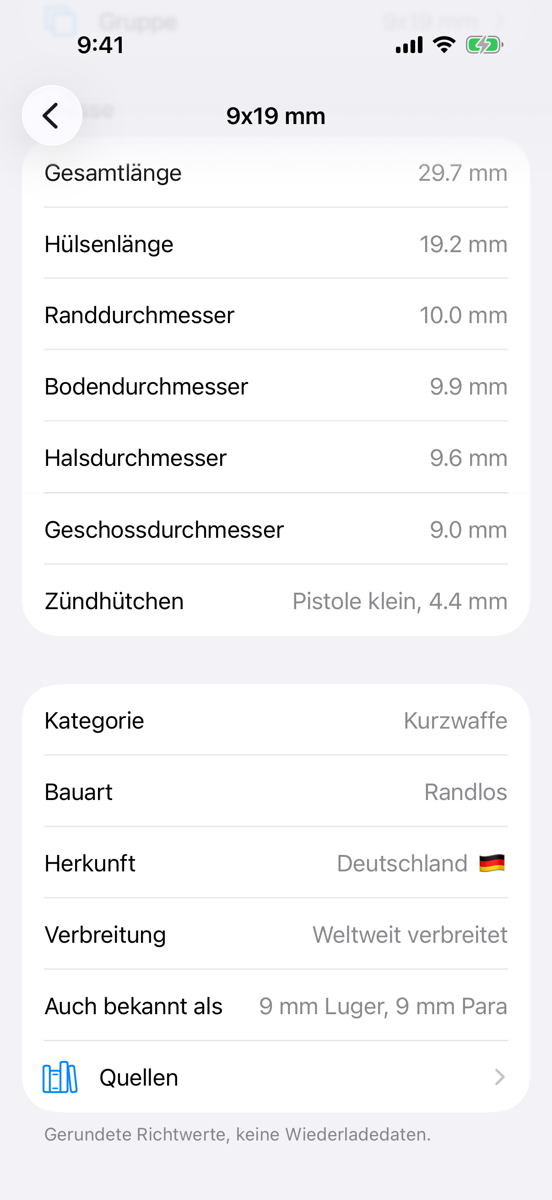 Gruppe
9x19 mm
9:41
9x19 mm
Gesamtlänge 29.7 mm
Hülsenlänge 19.2 mm
Randdurchmesser 10.0 mm
Bodendurchmesser 9.9 mm
Halsdurchmesser 9.6 mm
Geschossdurchmesser 9.0 mm
Zündhütchen Pistole klein, 4.4 mm
Kategorie Kurzwaffe
Bauart Randlos
Herkunft Deutschland
Verbreitung Weltweit verbreitet
Auch bekannt als 9 mm Luger, 9 mm Para
Quellen
Gerundete Richtwerte, keine Wiederladedaten.